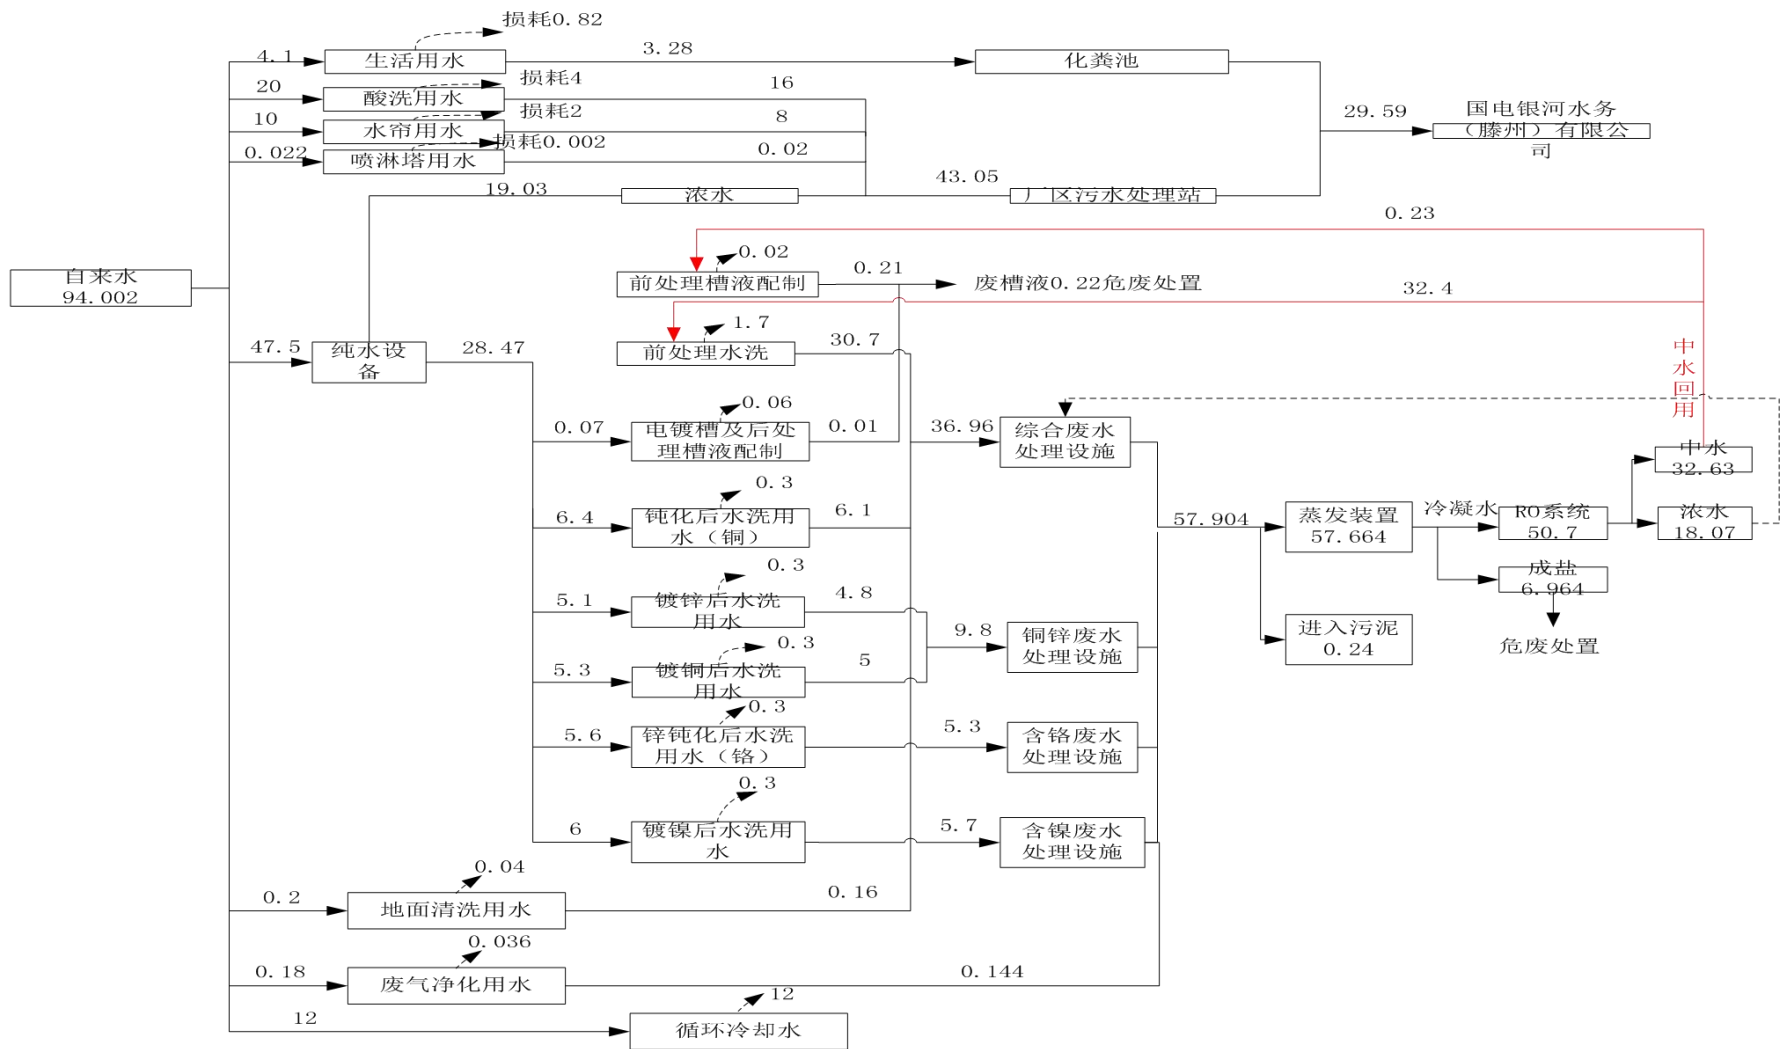 损耗0.82
4.1
生活用水
3.28
化粪池
20
酸洗用水
损耗4
16
10
水帘用水
损耗2
8
0.022
喷淋塔用水
损耗0.002
0.02
29.59
国电银河水务
（滕州）有限公
司
19.03
浓水
43.05
厂区污水处理站
0.23
自来水
94.002
0.02
前处理槽液配制
0.21
废槽液0.22危废处置
32.4
47.5
纯水设
备
28.47
1.7
前处理水洗
30.7
中
水
回
用
0.07
0.06
电镀槽及后处
理槽液配制
0.01
36.96
综合废水
处理设施
中水
32.63
6.4
0.3
钝化后水洗用
水（铜）
6.1
57.904
蒸发装置
57.664
冷凝水
RO系统
50.7
浓水
18.07
5.1
0.3
镀锌后水洗
用水
4.8
成盐
6.964
危废处置
5.3
0.3
镀铜后水洗
用水
5
9.8
铜锌废水
处理设施
进入污泥
0.24
5.6
0.3
锌钝化后水洗
用水（铬）
5.3
含铬废水
处理设施
6
0.3
镀镍后水洗用
水
5.7
含镍废水
处理设施
0.2
0.04
地面清洗用水
0.16
0.18
0.036
废气净化用水
0.144
12
12
循环冷却水